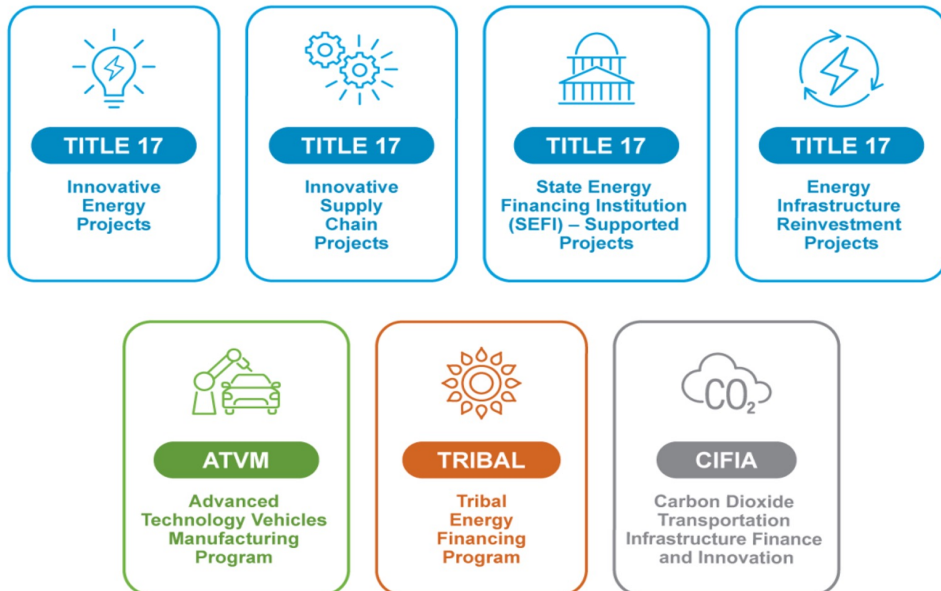 TITLE 17
Innovative
Energy
Projects
TITLE 17
Innovative
Supply
Chain
Projects
TITLE 17
State Energy
Financing Institution
(SEFI) – Supported
Projects
TITLE 17
Energy
Infrastructure
Reinvestment
Projects
ATVM
Advanced
Technology Vehicles
Manufacturing
Program
TRIBAL
Tribal
Energy
Financing
Program
CO₂
CIFIA
Carbon Dioxide
Transportation
Infrastructure Finance
and Innovation